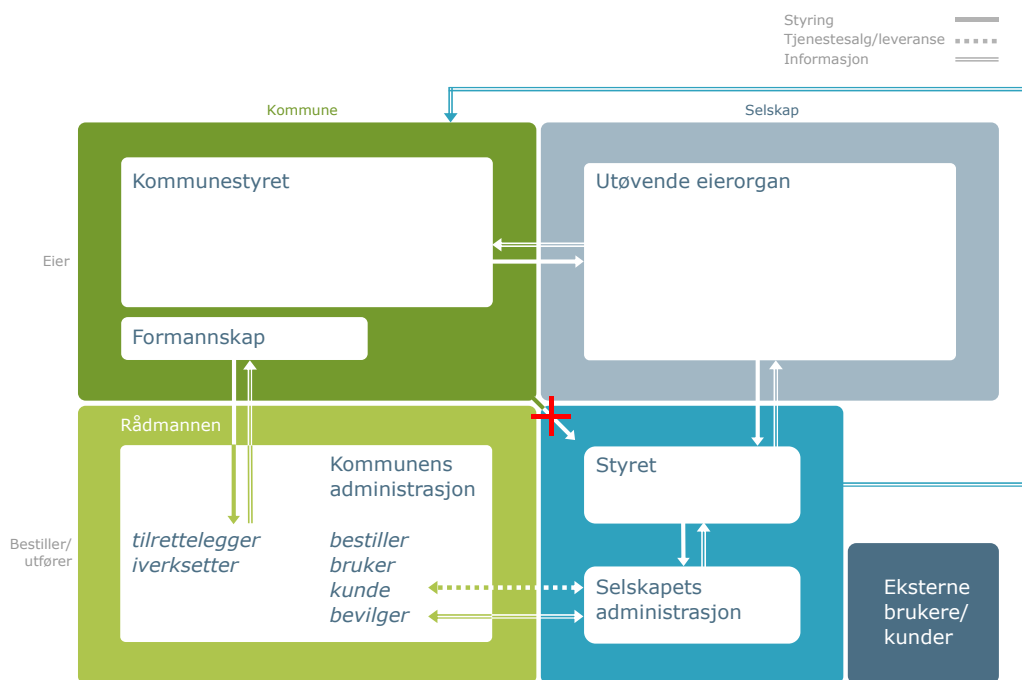 Styring
Tjenestesalg/leveranse
Informasjon
Kommune
Selskap
Kommunestyret
Utøvende eierorgan
Eier
Formannskap
Rådmannen
Kommunens
administrasjon
Styret
Bestiller/
utfører
tilrettelegger
iverksetter
bestiller
bruker
kunde
bevilger
Selskapets
administrasjon
Eksterne
brukere/
kunder